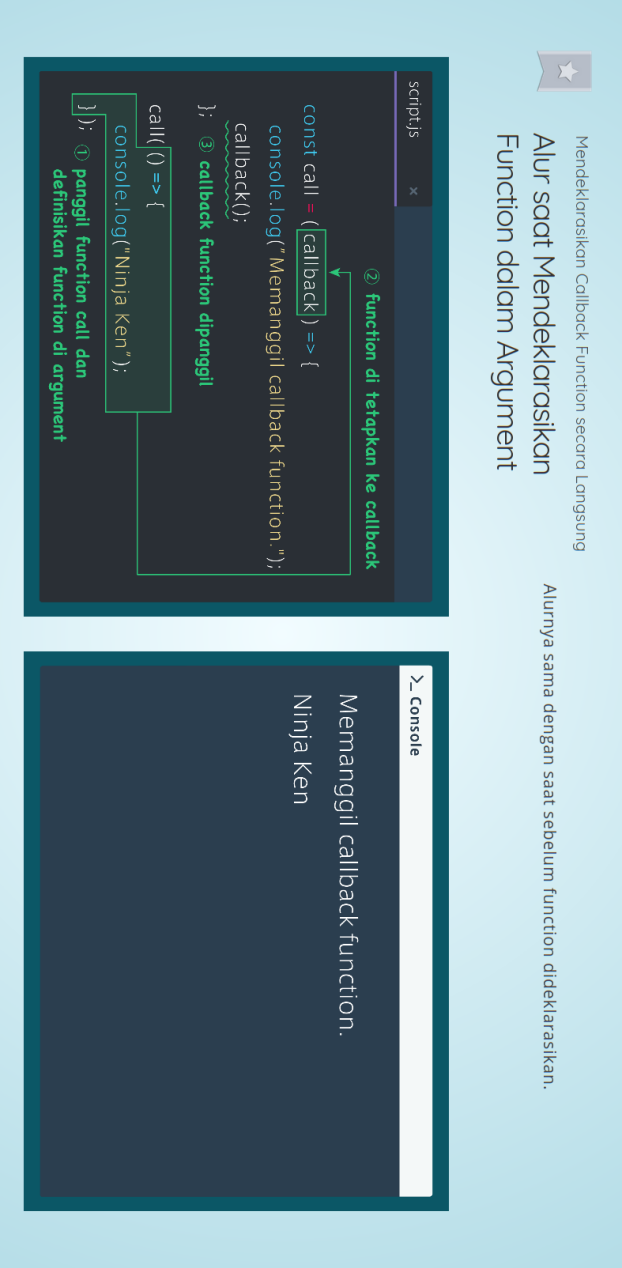 Mendeklarasikan Callback Function secara Langsung
Alur saat Mendeklarasikan
Function dalam Argument
Alurnya sama dengan saat sebelum function dideklarasikan.
script.js ×
② function di tetapkan ke callback
const call = ( callback ) => {
console.log("Memanggil callback function.");
callback();
}; ③ callback function dipanggil
call( () => {
console.log("Ninja Ken");
} ); ① panggil function call dan
definisikan function di argument
>_ Console
Memanggil callback function.
Ninja Ken